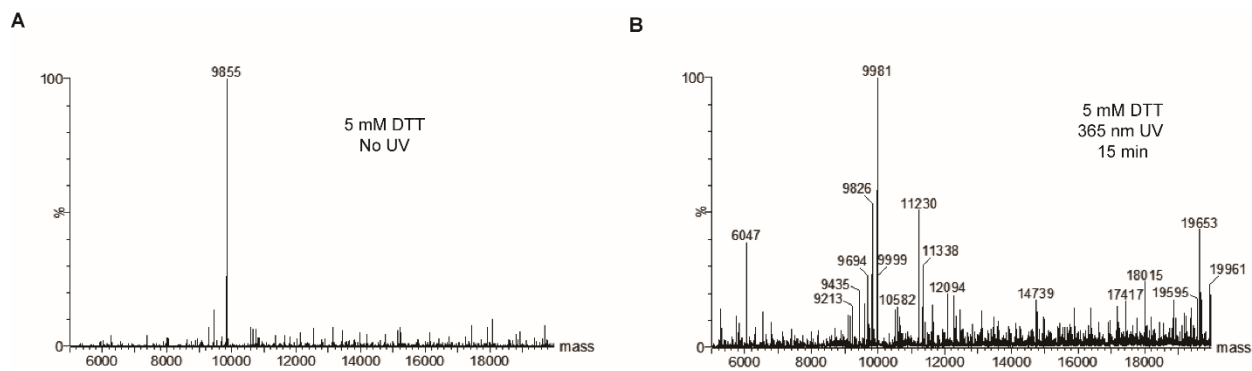 A
100
9855
5 mM DTT
No UV
%
0
6000 8000 10000 12000 14000 16000 18000 mass
B
100
9981
5 mM DTT
365 nm UV
15 min
9826
11230
%
6047
19653
11338
9694
9999
19961
9435
12094
18015
9213
10582
14739
17417
19595
0
6000 8000 10000 12000 14000 16000 18000 mass